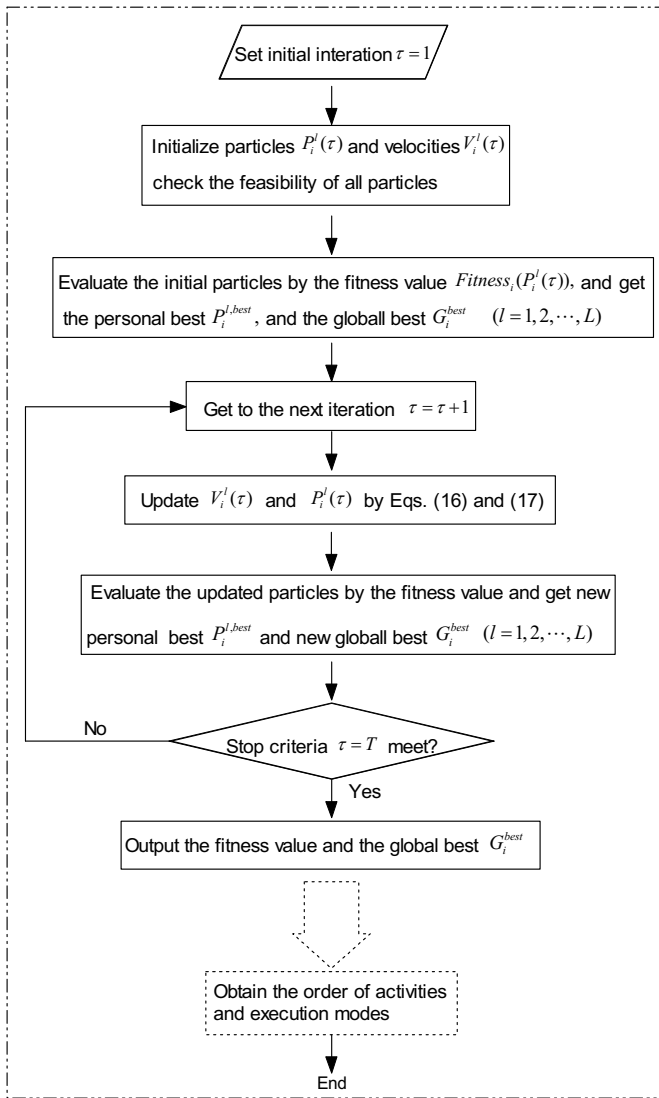 Set initial interation τ = 1
Initialize particles P_i^l(τ) and velocities V_i^l(τ)
check the feasibility of all particles
Evaluate the initial particles by the fitness value Fitness_i(P_i^l(τ)), and get
the personal best P_i^{l,best}, and the globall best G_i^{best} (l = 1, 2, ⋯, L)
Get to the next iteration τ = τ+1
Update V_i^l(τ) and P_i^l(τ) by Eqs. (16) and (17)
Evaluate the updated particles by the fitness value and get new
personal best P_i^{l,best} and new globall best G_i^{best} (l = 1, 2, ⋯, L)
No
Stop criteria τ = T meet?
Yes
Output the fitness value and the global best G_i^{best}
Obtain the order of activities
and execution modes
End